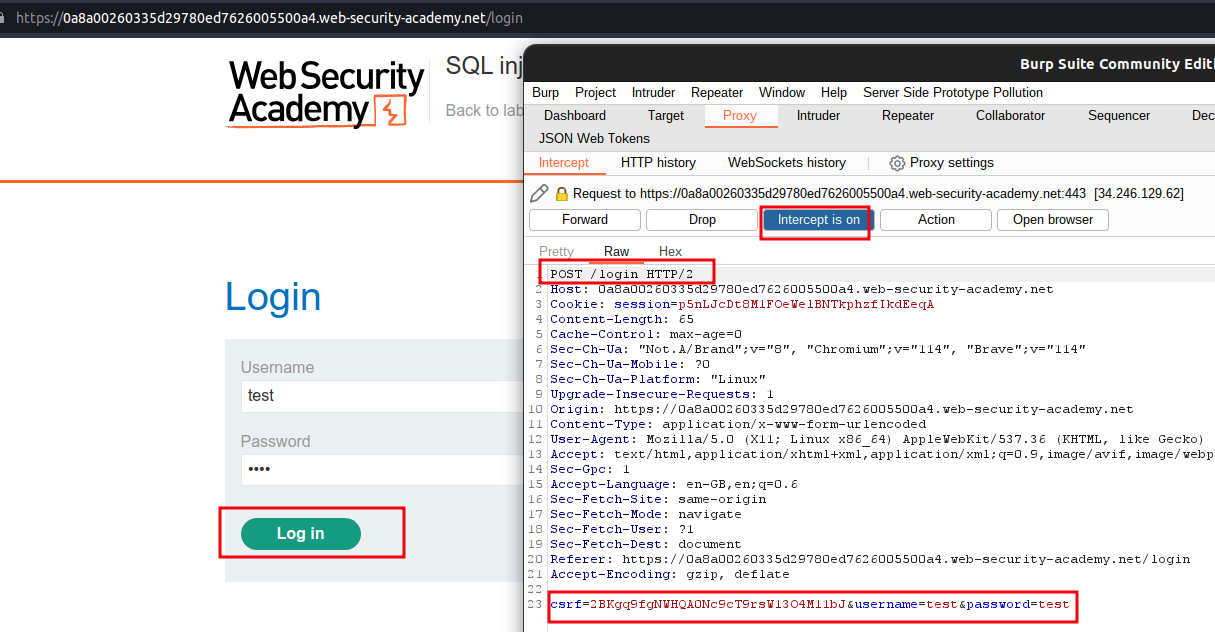 https://0a8a00260335d29780ed7626005500a4.web-security-academy.net/login
Web Security
Academy
SQL inj
Back to lab
Login
Username
test
Password
••••
Log in
Burp Suite Community Editi
Burp Project Intruder Repeater Window Help Server Side Prototype Pollution
Dashboard Target Proxy Intruder Repeater Collaborator Sequencer Dec
JSON Web Tokens
Intercept HTTP history WebSockets history Proxy settings
Request to https://0a8a00260335d29780ed7626005500a4.web-security-academy.net:443 [34.246.129.62]
Forward Drop Intercept is on Action Open browser
Pretty Raw Hex
1 POST /login HTTP/2
2 Host: 0a8a00260335d29780ed7626005500a4.web-security-academy.net
3 Cookie: session=p5nLJcDt8M1FOeWelBNTkphzfIkdEeqA
4 Content-Length: 65
5 Cache-Control: max-age=0
6 Sec-Ch-Ua: "Not.A/Brand";v="8", "Chromium";v="114", "Brave";v="114"
7 Sec-Ch-Ua-Mobile: ?0
8 Sec-Ch-Ua-Platform: "Linux"
9 Upgrade-Insecure-Requests: 1
10 Origin: https://0a8a00260335d29780ed7626005500a4.web-security-academy.net
11 Content-Type: application/x-www-form-urlencoded
12 User-Agent: Mozilla/5.0 (X11; Linux x86_64) AppleWebKit/537.36 (KHTML, like Gecko)
13 Accept: text/html,application/xhtml+xml,application/xml;q=0.9,image/avif,image/webp
14 Sec-Gpc: 1
15 Accept-Language: en-GB,en;q=0.6
16 Sec-Fetch-Site: same-origin
17 Sec-Fetch-Mode: navigate
18 Sec-Fetch-User: ?1
19 Sec-Fetch-Dest: document
20 Referer: https://0a8a00260335d29780ed7626005500a4.web-security-academy.net/login
21 Accept-Encoding: gzip, deflate
22
23 csrf=2BKgq9fgNWHQA0Nc9cT9rsW13O4M11bJ&username=test&password=test